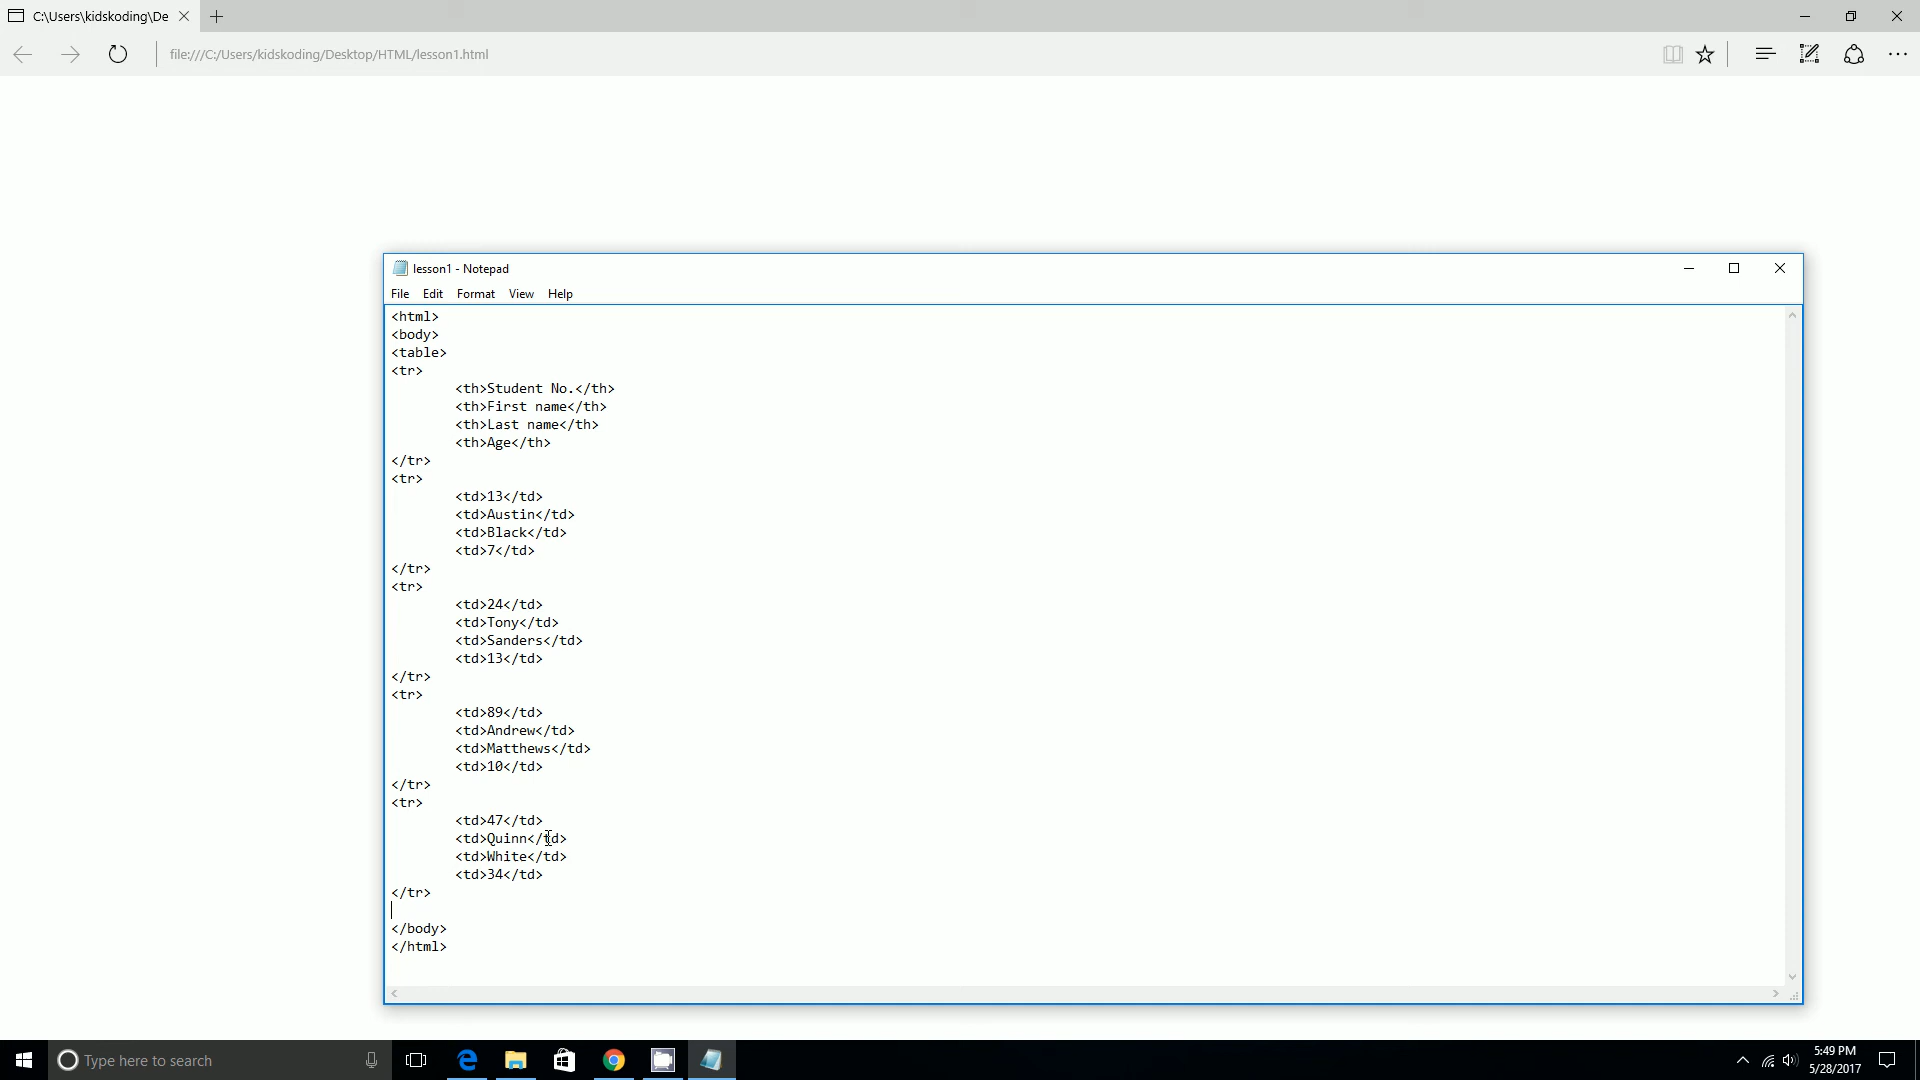 C:\Users\kidskoding\De
file:///C:/Users/kidskoding/Desktop/HTML/lesson1.html
lesson1 - Notepad
File Edit Format View Help
<html>
<body>
<table>
<tr>
<th>Student No.</th>
<th>First name</th>
<th>Last name</th>
<th>Age</th>
</tr>
<tr>
<td>13</td>
<td>Austin</td>
<td>Black</td>
<td>7</td>
</tr>
<tr>
<td>24</td>
<td>Tony</td>
<td>Sanders</td>
<td>13</td>
</tr>
<tr>
<td>89</td>
<td>Andrew</td>
<td>Matthews</td>
<td>10</td>
</tr>
<tr>
<td>47</td>
<td>Quinn</td>
<td>White</td>
<td>34</td>
</tr>
</body>
</html>
Type here to search
5:49 PM
5/28/2017